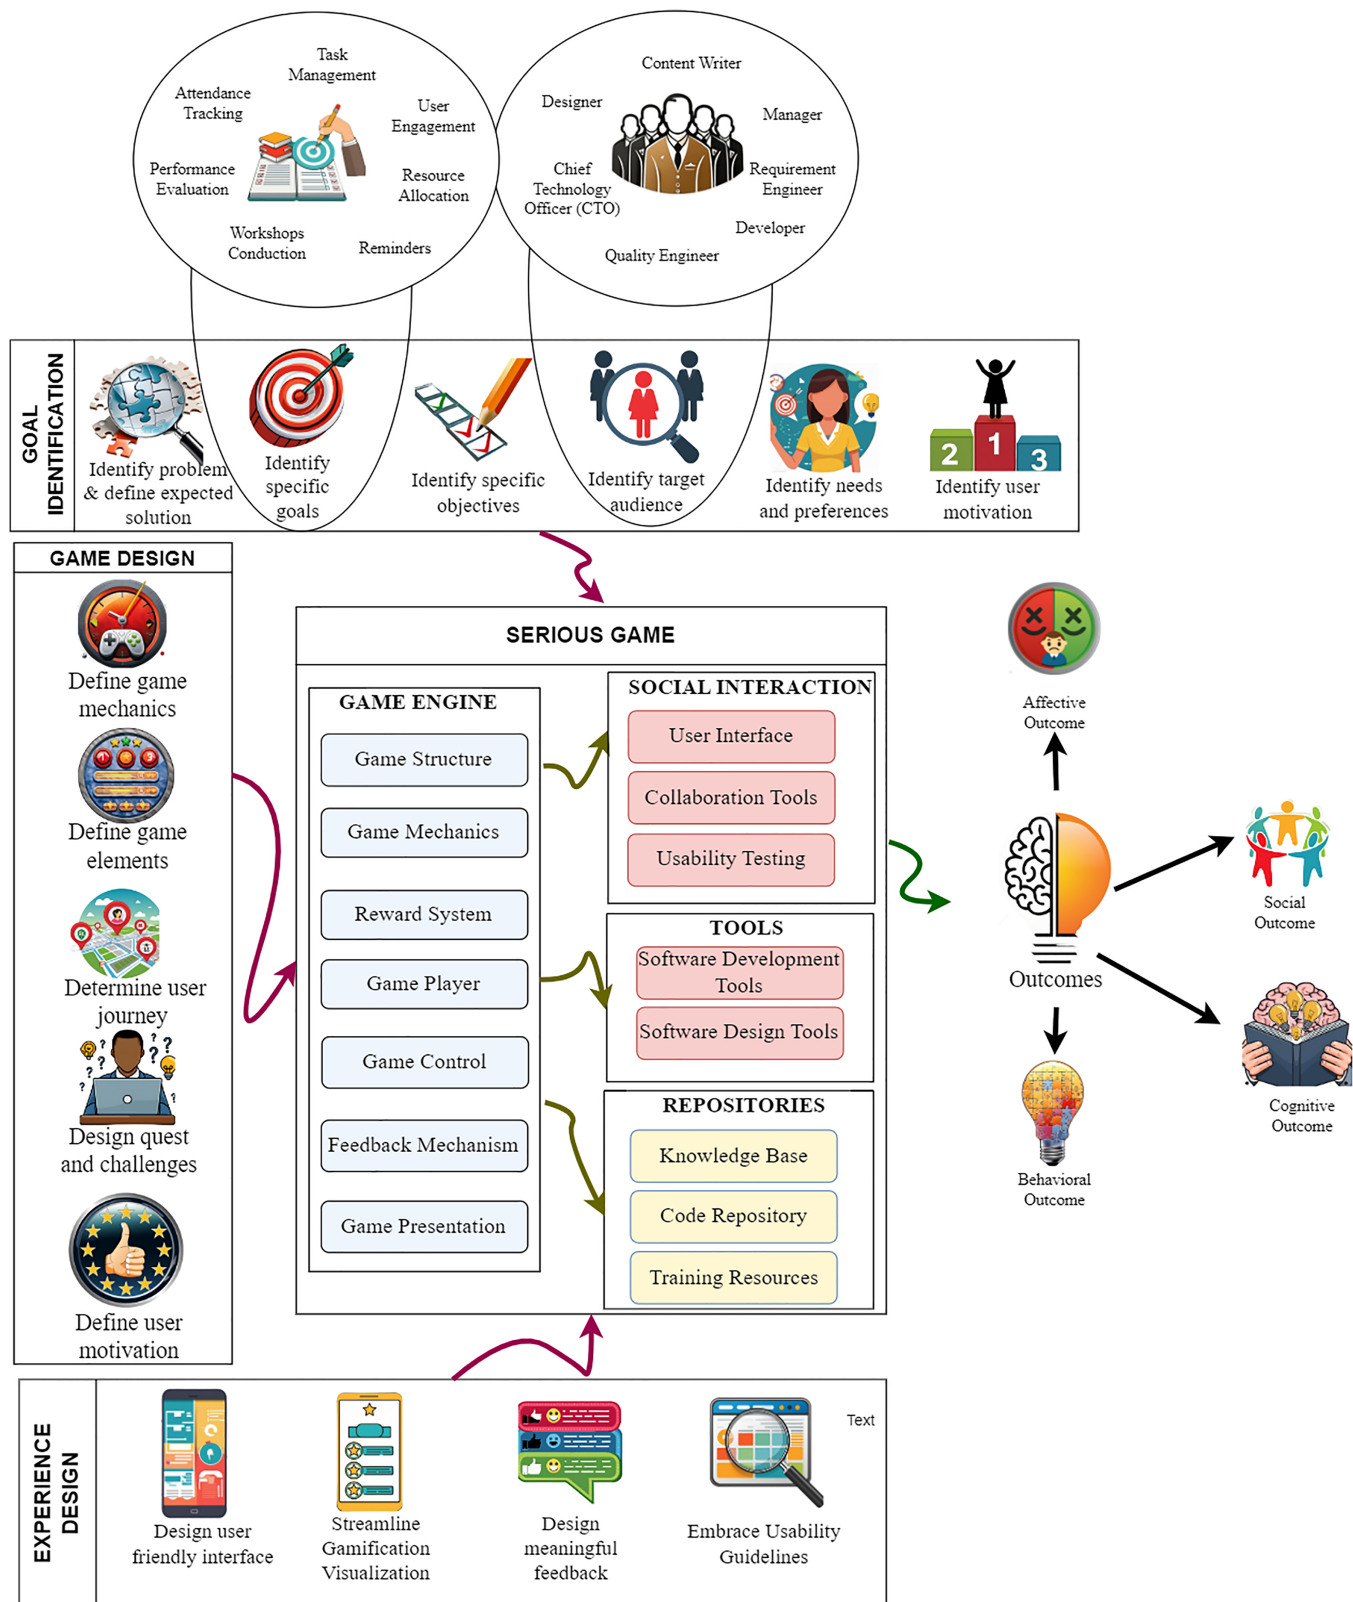 Task
Management
Attendance
Tracking
User
Engagement
Performance
Evaluation
Resource
Allocation
Workshops
Conduction
Reminders
Content Writer
Designer
Manager
Chief
Technology
Officer (CTO)
Requirement
Engineer
Developer
Quality Engineer
GOAL
IDENTIFICATION
Identify problem
& define expected
solution
Identify
specific
goals
Identify specific
objectives
Identify target
audience
Identify needs
and preferences
2
1
3
Identify user
motivation
GAME DESIGN
Define game
mechanics
Define game
elements
Determine user
journey
Design quest
and challenges
Define user
motivation
SERIOUS GAME
GAME ENGINE
Game Structure
Game Mechanics
Reward System
Game Player
Game Control
Feedback Mechanism
Game Presentation
SOCIAL INTERACTION
User Interface
Collaboration Tools
Usability Testing
TOOLS
Software Development
Tools
Software Design Tools
REPOSITORIES
Knowledge Base
Code Repository
Training Resources
Affective
Outcome
Social
Outcome
Outcomes
Cognitive
Outcome
Behavioral
Outcome
EXPERIENCE
DESIGN
Design user
friendly interface
Streamline
Gamification
Visualization
Design
meaningful
feedback
Embrace Usability
Guidelines
Text